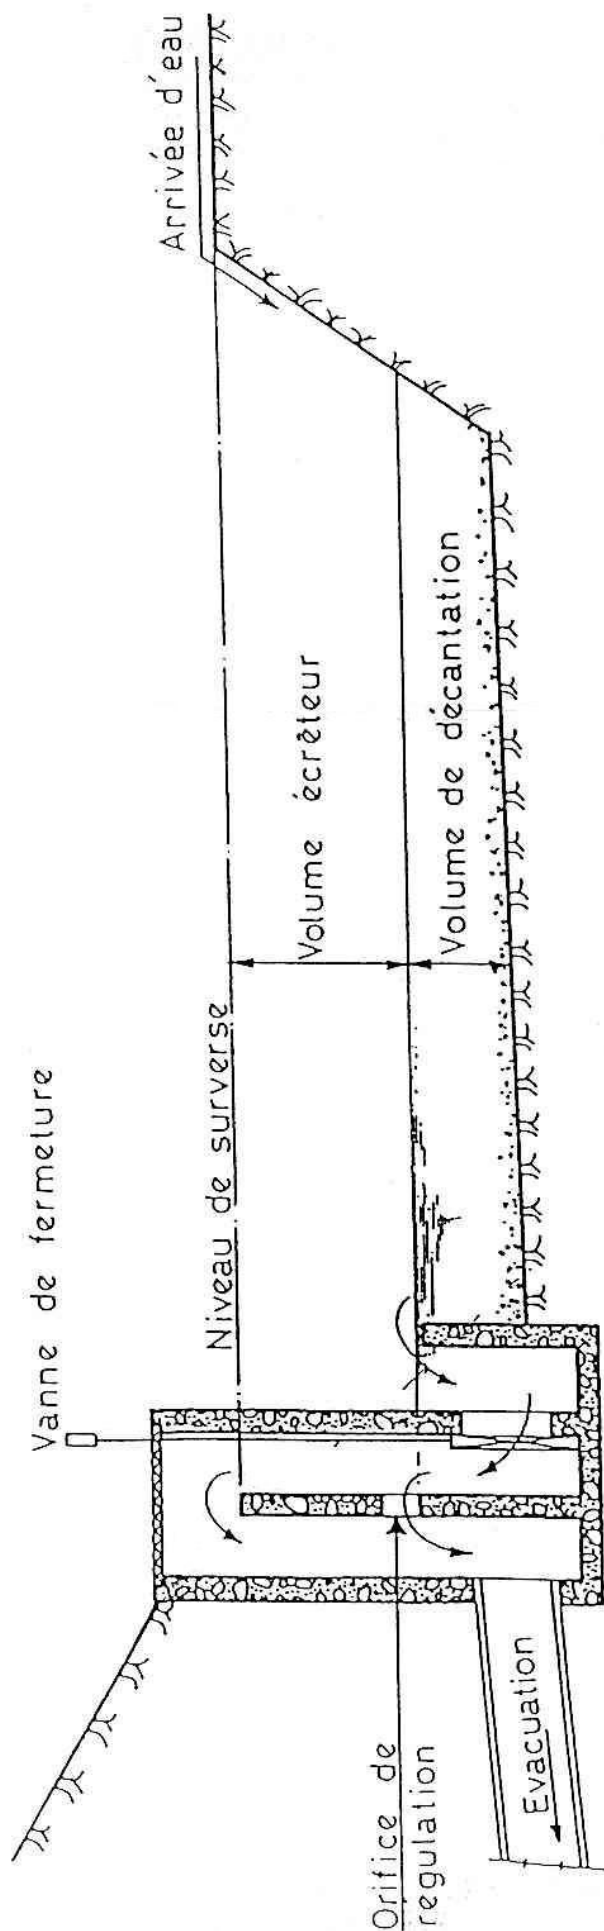 Vanne de fermeture
Niveau de surverse
Arrivée d'eau
Volume écrêteur
Volume de décantation
Orifice de
regulation
Evacuation